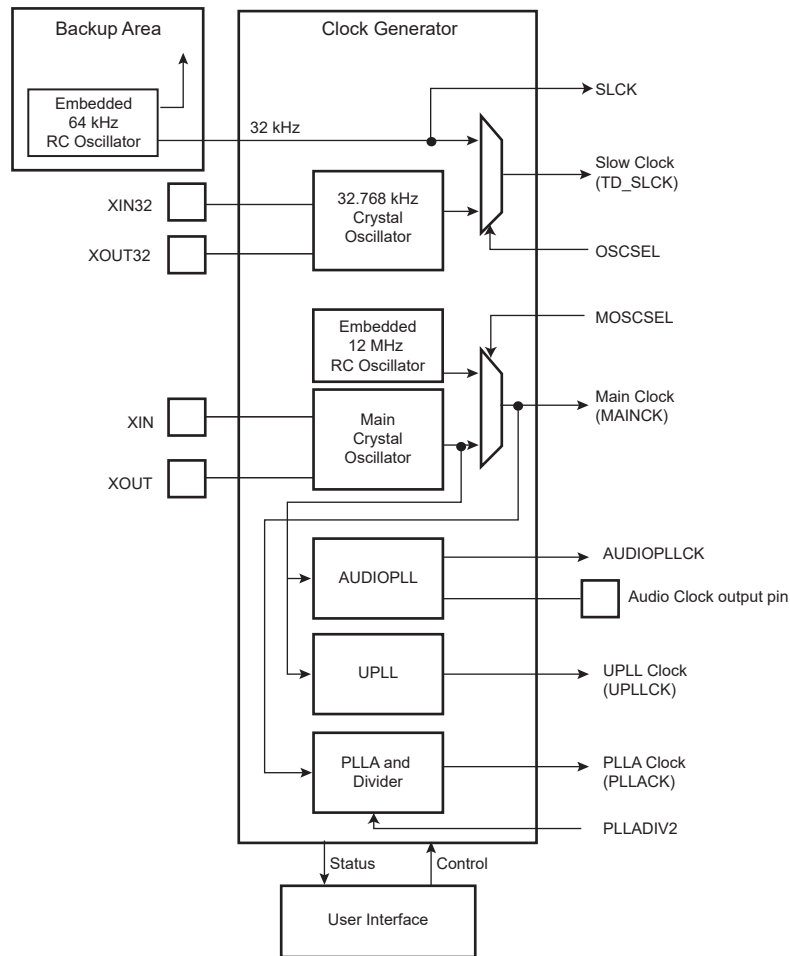 Backup Area
Clock Generator
Embedded
64 kHz
RC Oscillator
32 kHz
SLCK
Slow Clock
(TD_SLCK)
XIN32
32.768 kHz
Crystal
Oscillator
XOUT32
OSCSEL
MOSCSEL
Embedded
12 MHz
RC Oscillator
Main Clock
(MAINCK)
XIN
Main
Crystal
Oscillator
XOUT
AUDIOPLLCK
AUDIOPLL
Audio Clock output pin
UPLL
UPLL Clock
(UPLLCK)
PLLA and
Divider
PLLA Clock
(PLLACK)
PLLADIV2
Status
Control
User Interface